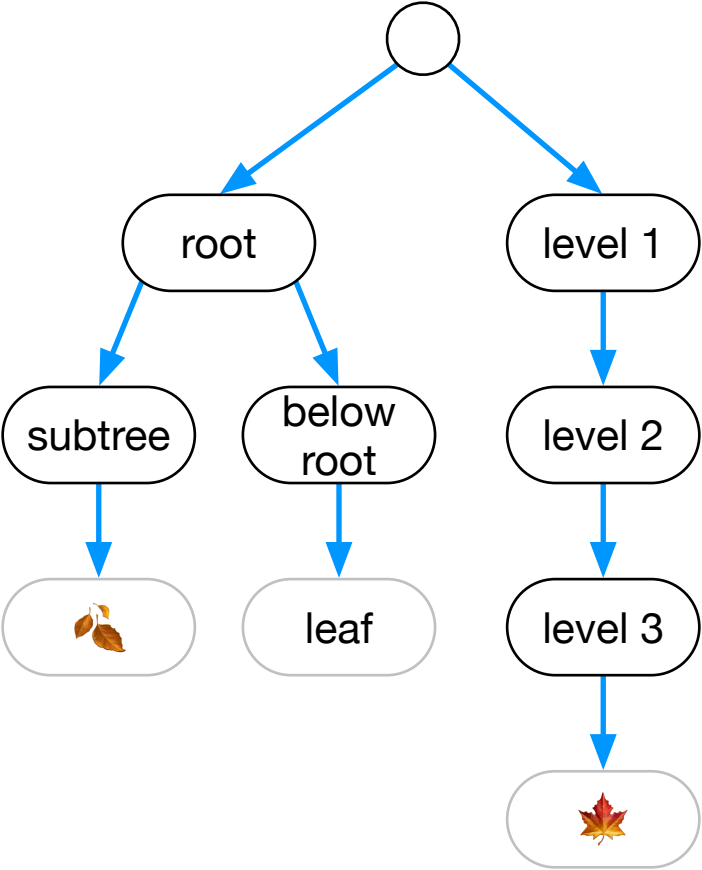 root
level 1
subtree
below
root
level 2
🍂
leaf
level 3
🍁